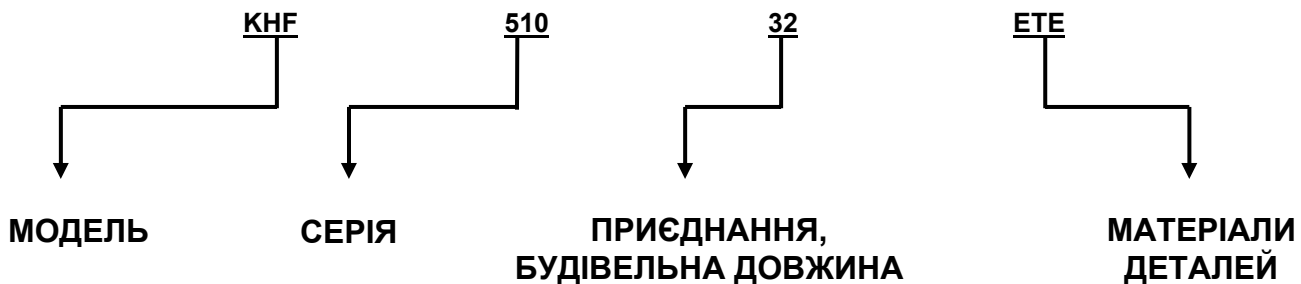 KHF 510 32 ETE
МОДЕЛЬ СЕРІЯ ПРИЄДНАННЯ, МАТЕРІАЛИ
БУДІВЕЛЬНА ДОВЖИНА ДЕТАЛЕЙ